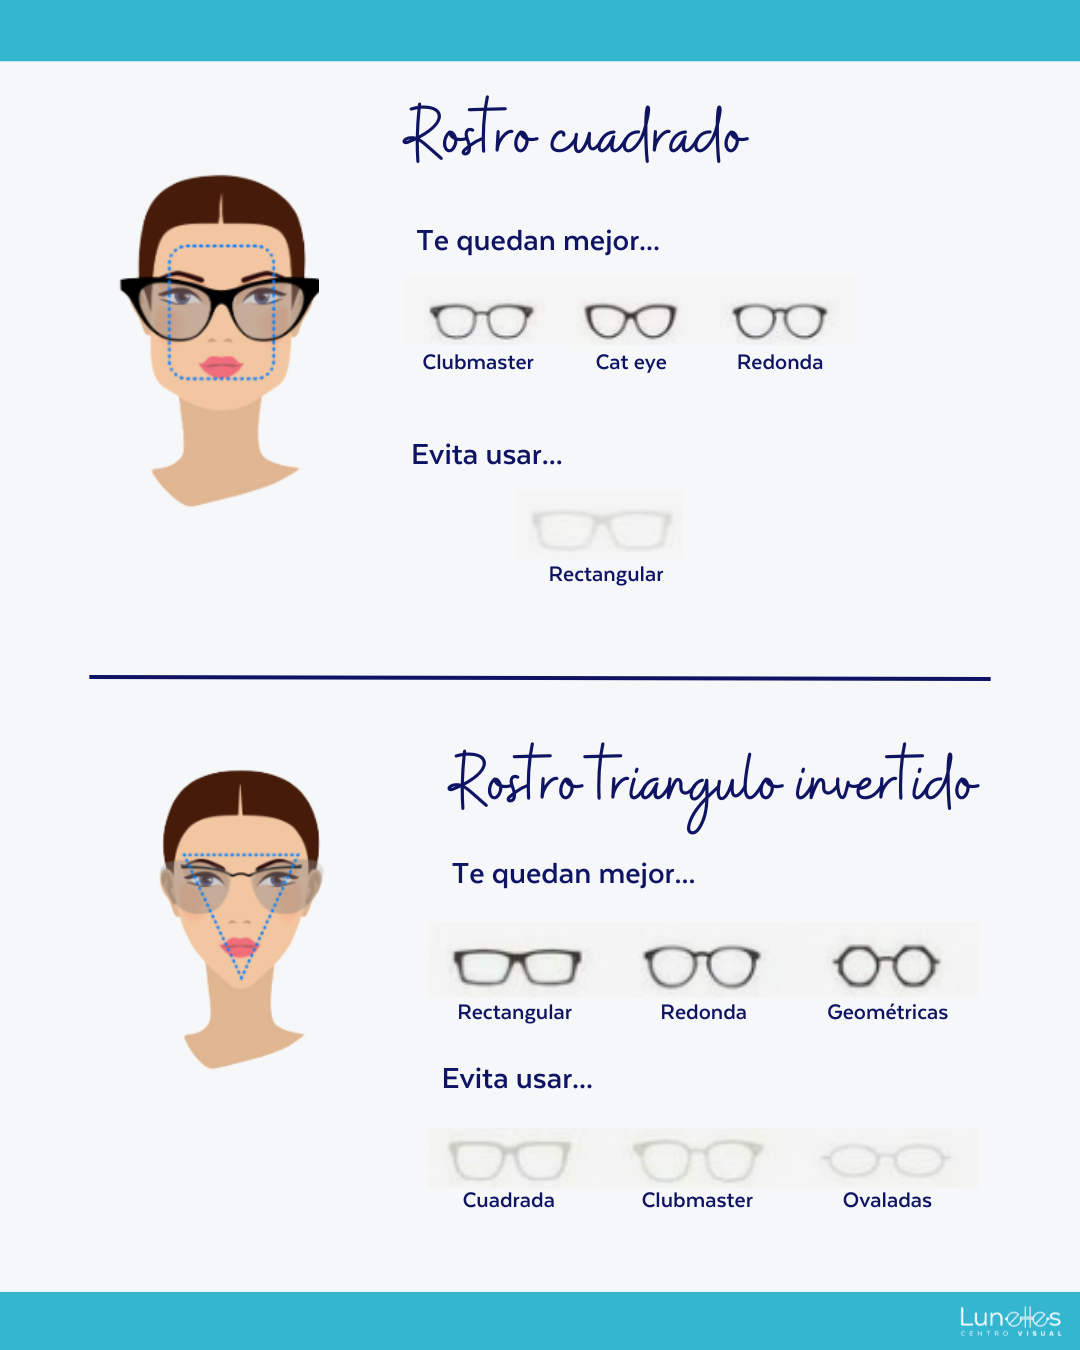 Rostro cuadrado
Te quedan mejor...
Clubmaster Cat eye Redonda
Evita usar...
Rectangular
Rostro triangulo invertido
Te quedan mejor...
Rectangular Redonda Geométricas
Evita usar...
Cuadrada Clubmaster Ovaladas
Lunettes
CENTRO VISUAL